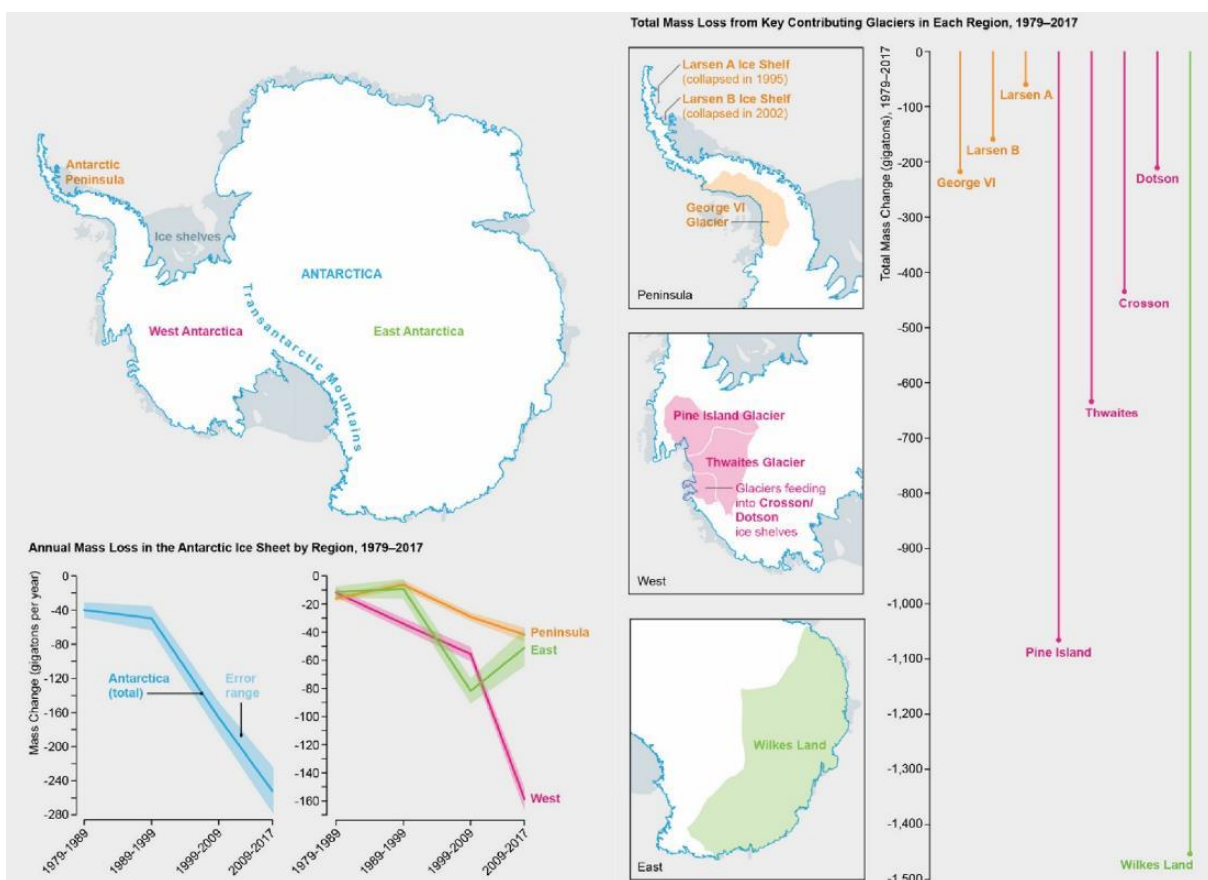 Total Mass Loss from Key Contributing Glaciers in Each Region, 1979–2017
Antarctic
Peninsula
Ice shelves
ANTARCTICA
West Antarctica
East Antarctica
Transantarctic Mountains
Larsen A Ice Shelf
(collapsed in 1995)
Larsen B Ice Shelf
(collapsed in 2002)
George VI
Glacier
Peninsula
Pine Island Glacier
Thwaites Glacier
Glaciers feeding
into Crosson/
Dotson
ice shelves
West
Wilkes Land
East
Total Mass Change (gigatons), 1979–2017
0
-100
-200
-300
-400
-500
-600
-700
-800
-900
-1,000
-1,100
-1,200
-1,300
-1,400
-1,500
Larsen A
Larsen B
George VI
Dotson
Crosson
Thwaites
Pine Island
Wilkes Land
Annual Mass Loss in the Antarctic Ice Sheet by Region, 1979–2017
Mass Change (gigatons per year)
0
-40
-80
-120
-160
-200
-240
-280
Antarctica
(total)
Error
range
1979-1989
1989-1999
1999-2009
2009-2017
0
-20
-40
-60
-80
-100
-120
-140
-160
Peninsula
East
West
1979-1989
1989-1999
1999-2009
2009-2017